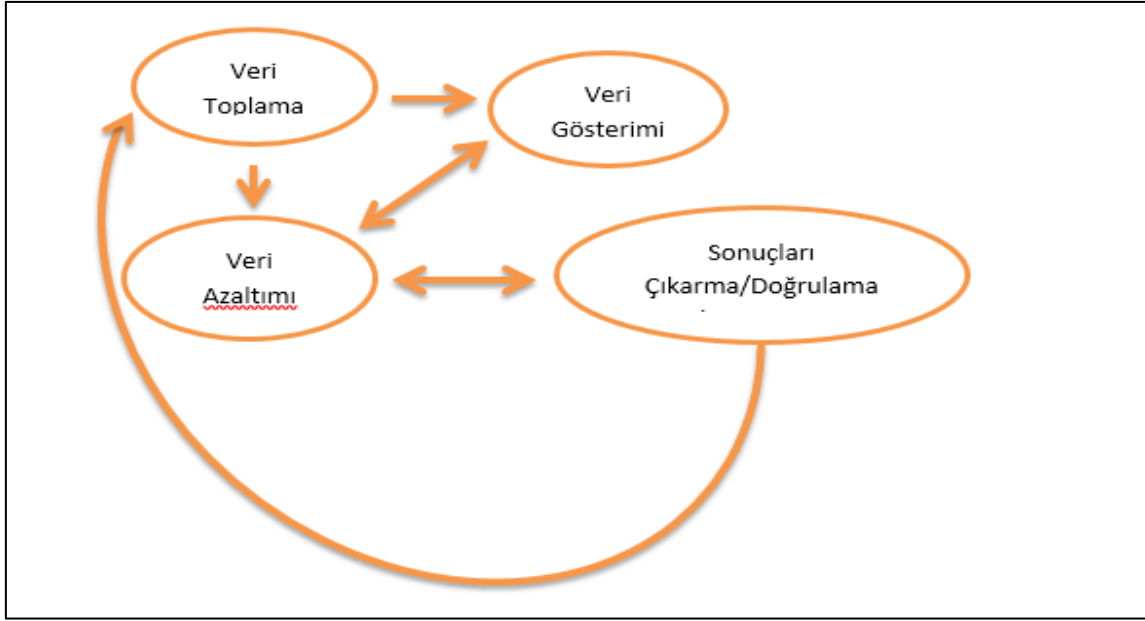 Veri
Toplama
Veri
Gösterimi
Veri
Azaltımı
Sonuçları
Çıkarma/Doğrulama